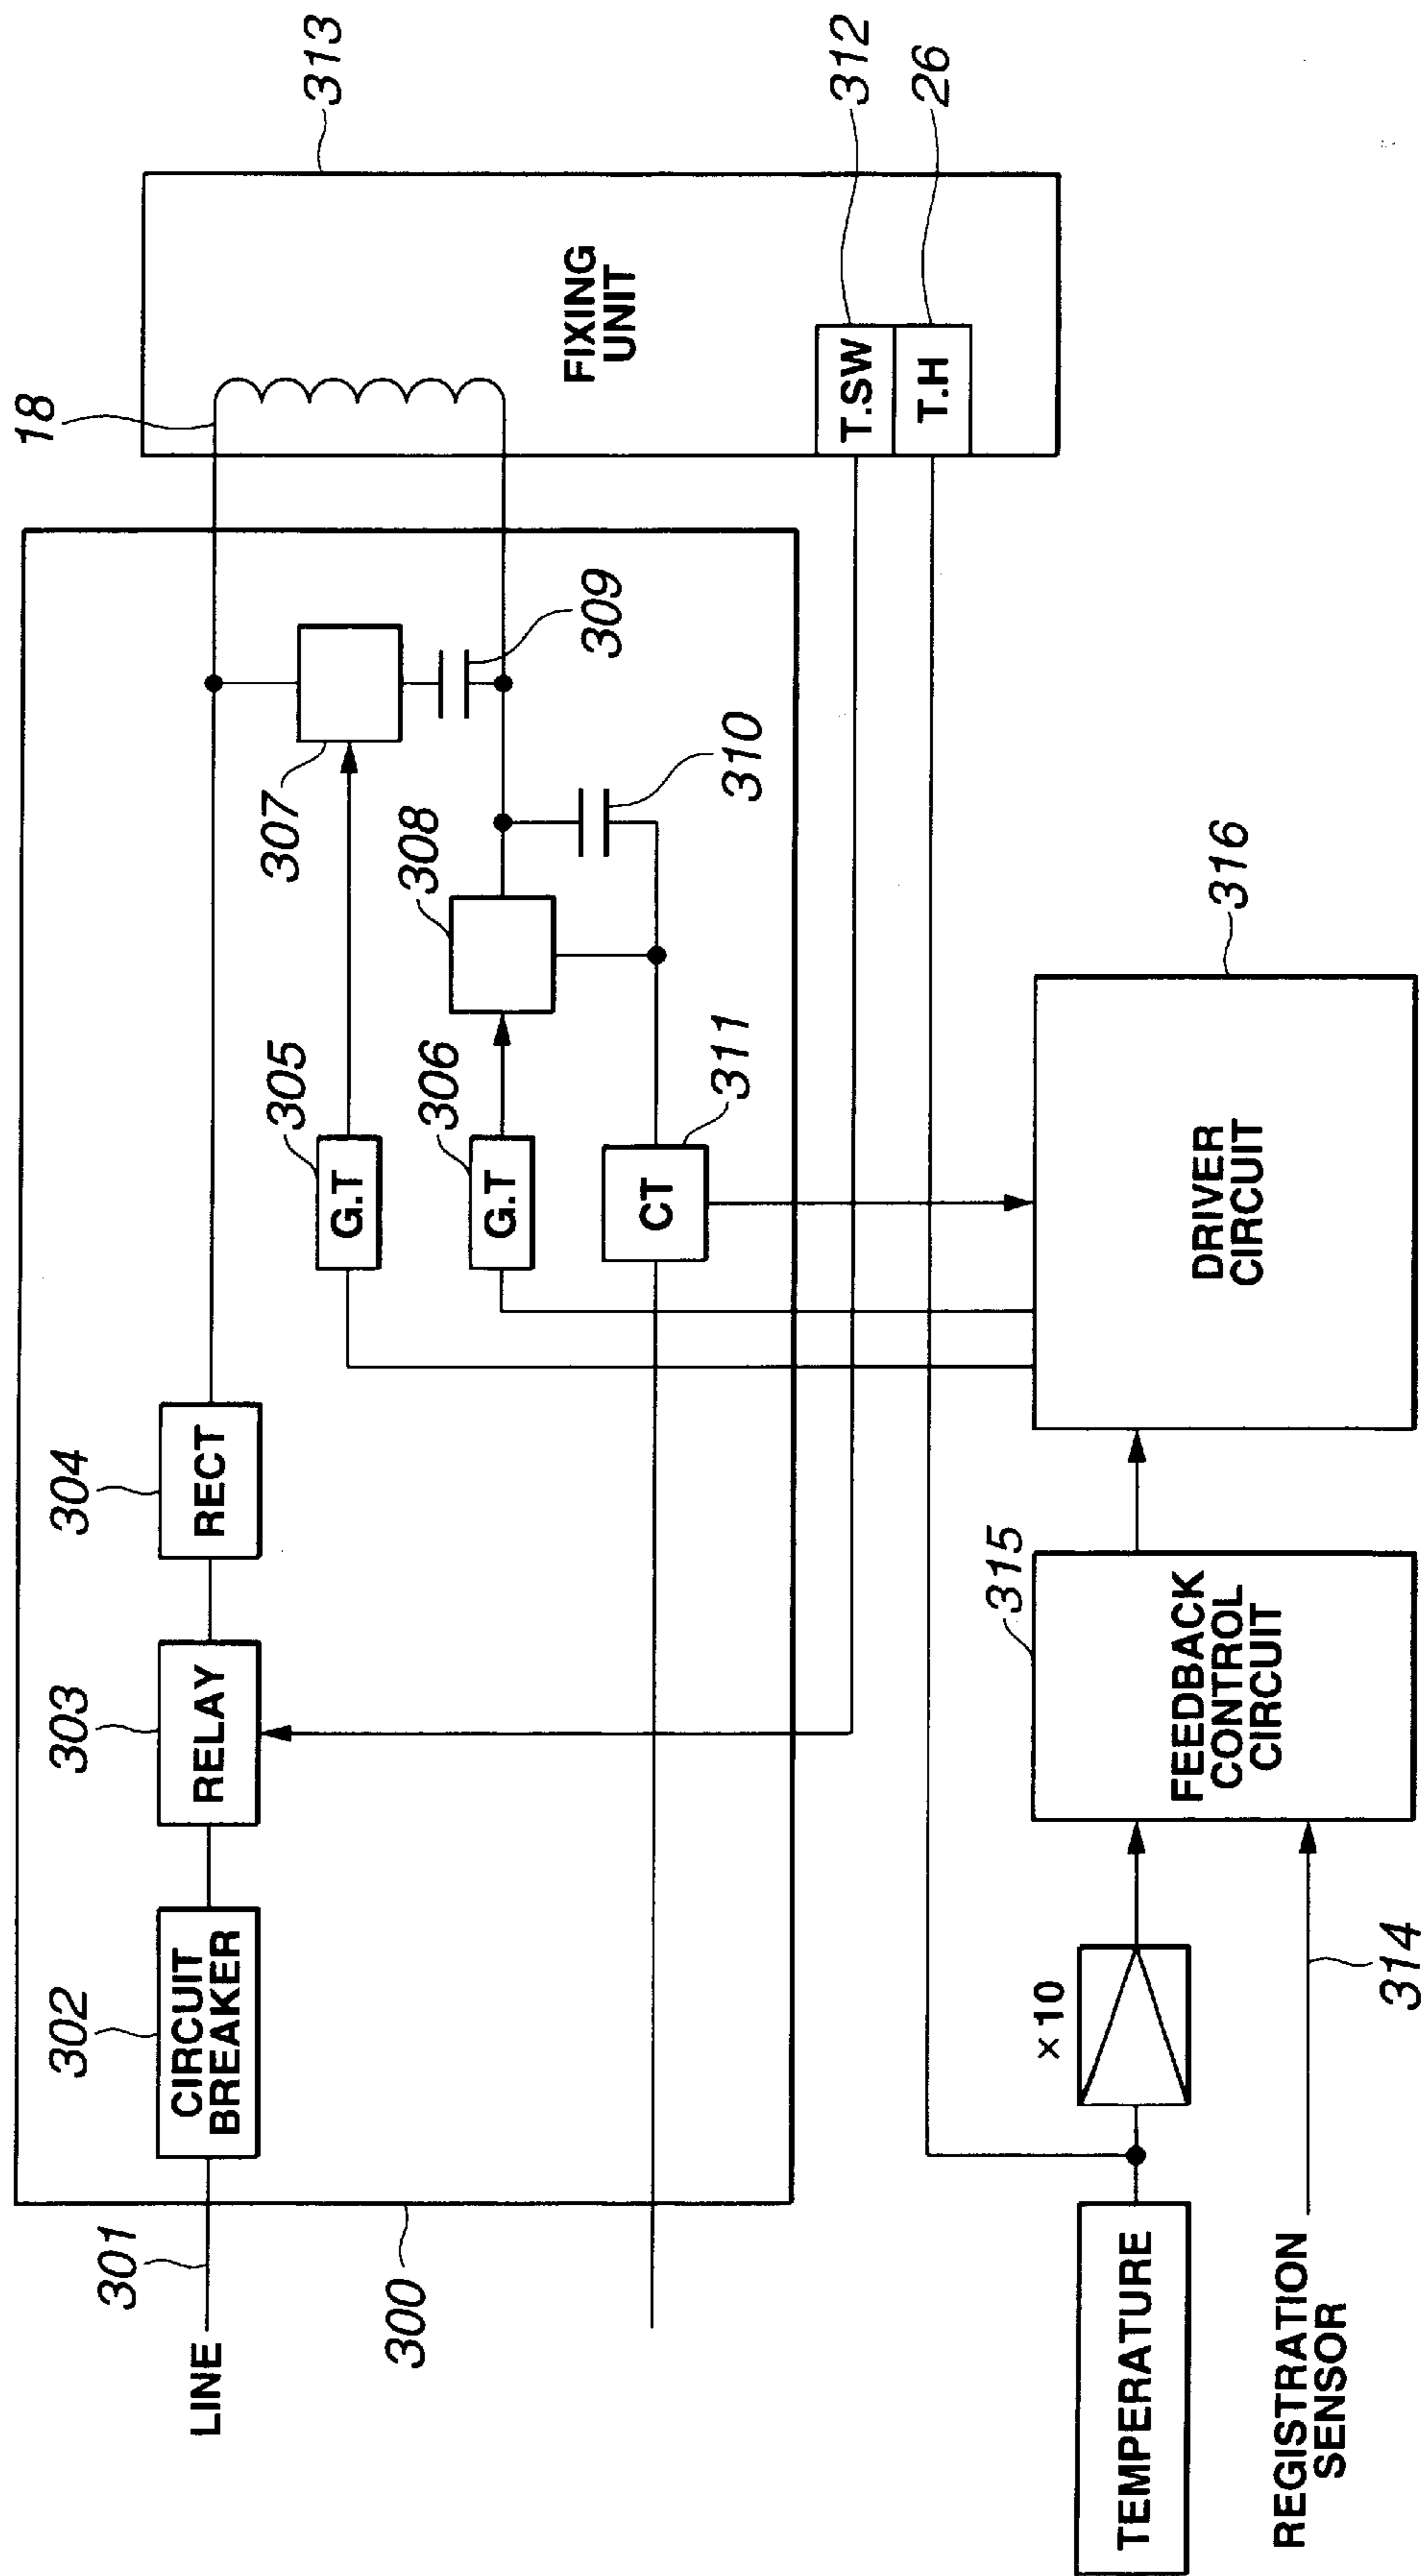 301
302
303
304
18
313
LINE
CIRCUIT
BREAKER
RELAY
RECT
305
307
G.T
309
FIXING
UNIT
306
308
G.T
300
310
311
CT
T.SW
312
T.H
26
×10
315
316
TEMPERATURE
FEEDBACK
CONTROL
CIRCUIT
DRIVER
CIRCUIT
REGISTRATION
SENSOR
314